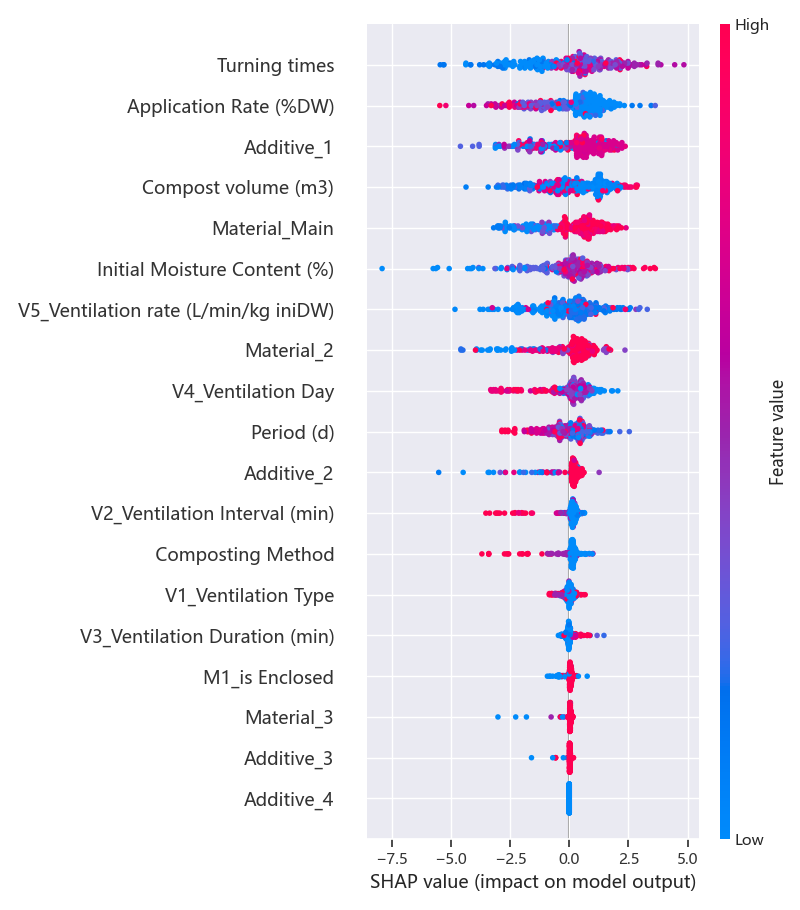 High
Turning times
Application Rate (%DW)
Additive_1
Compost volume (m3)
Material_Main
Initial Moisture Content (%)
V5_Ventilation rate (L/min/kg iniDW)
Material_2
V4_Ventilation Day
Period (d)
Additive_2
V2_Ventilation Interval (min)
Composting Method
V1_Ventilation Type
V3_Ventilation Duration (min)
M1_is Enclosed
Material_3
Additive_3
Additive_4
Feature value
Low
−7.5 −5.0 −2.5 0.0 2.5 5.0
SHAP value (impact on model output)